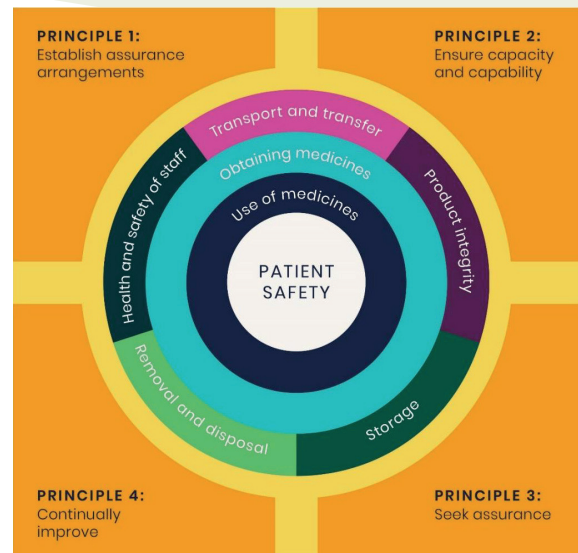 PRINCIPLE 1:
Establish assurance
arrangements
PRINCIPLE 2:
Ensure capacity
and capability
Transport and transfer
Health and safety of staff
Obtaining medicines
Product integrity
Use of medicines
PATIENT
SAFETY
Removal and disposal
Storage
PRINCIPLE 4:
Continually
improve
PRINCIPLE 3:
Seek assurance